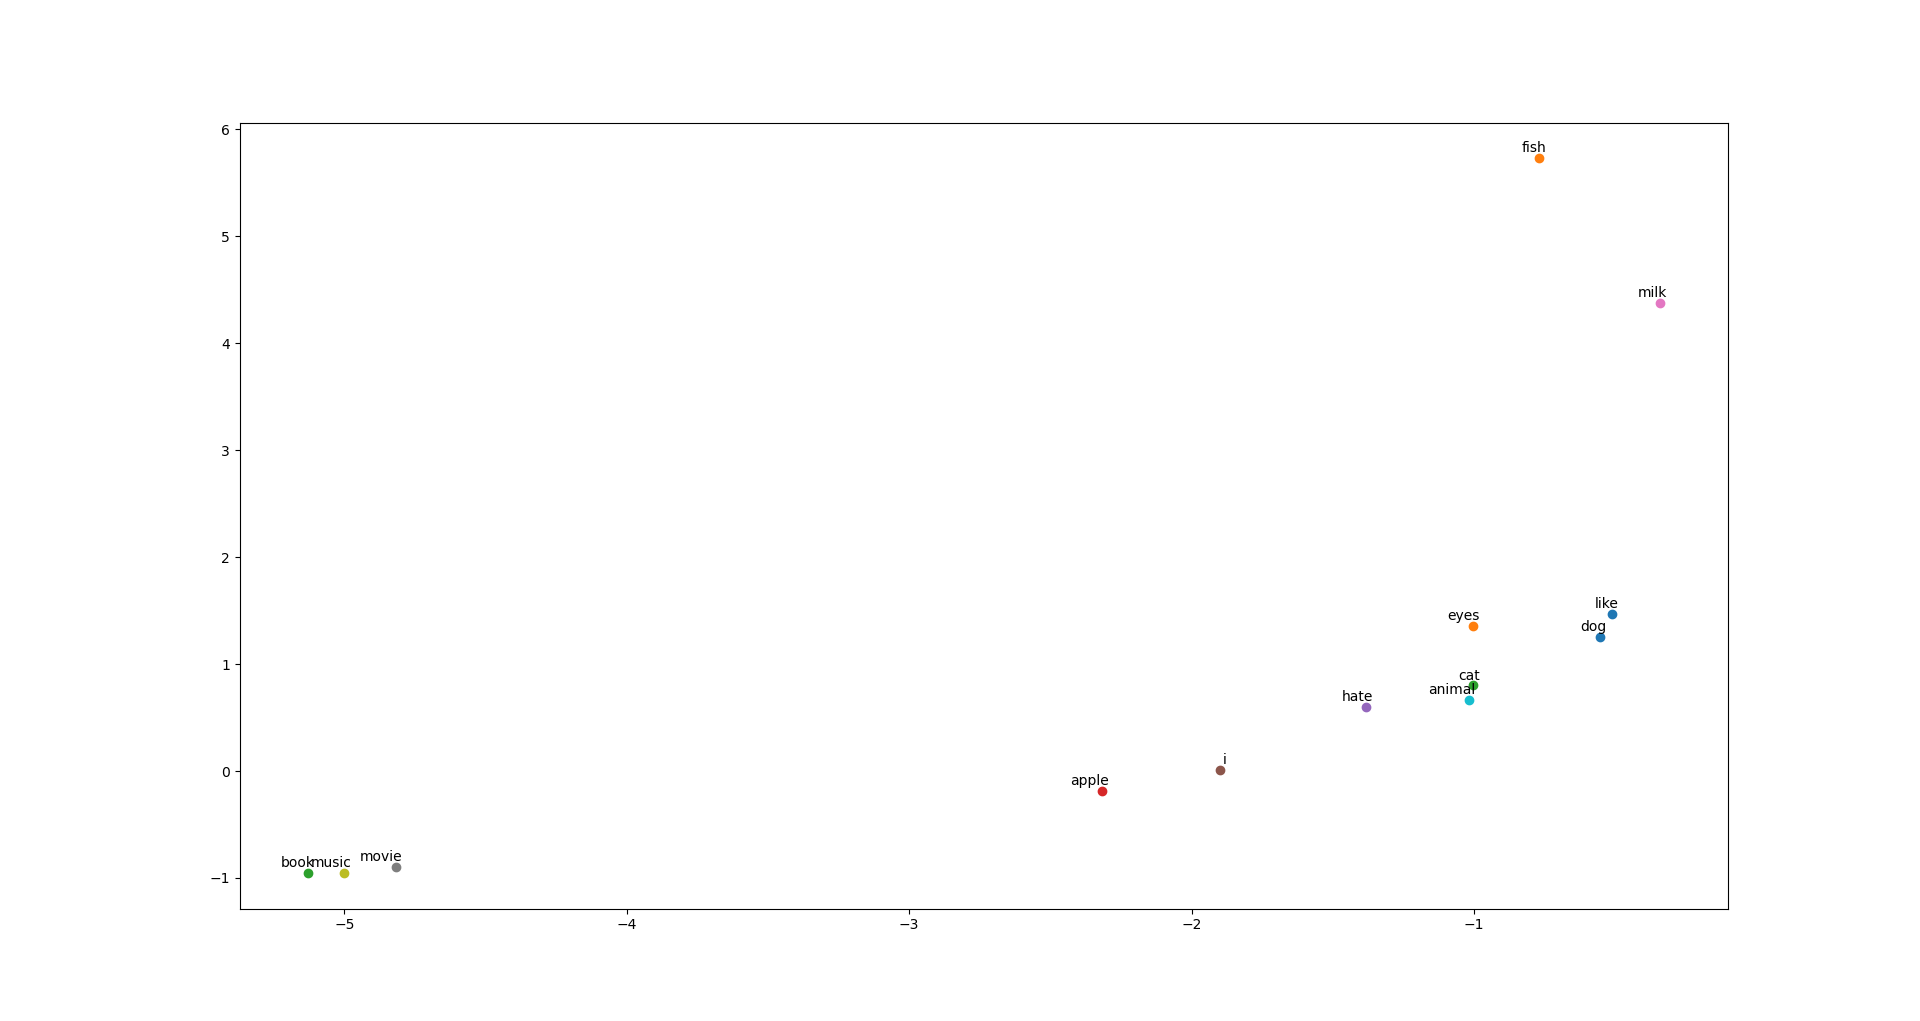 6
fish
5
milk
4
3
2
like
eyes
dog
1
cat
animal
hate
i
0
apple
movie
book
music
−1
−5
−4
−3
−2
−1